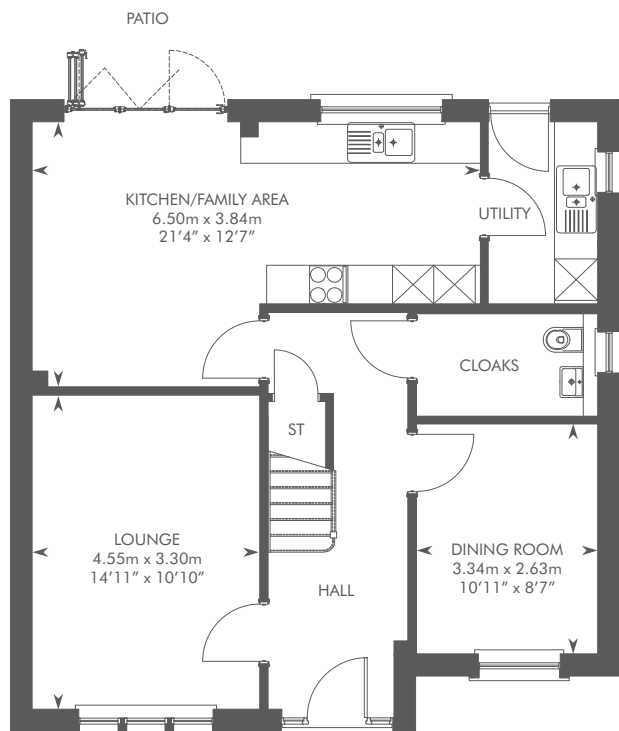 PATIO
KITCHEN/FAMILY AREA
6.50m x 3.84m
21’4” x 12’7”
UTILITY
CLOAKS
ST
LOUNGE
4.55m x 3.30m
14’11” x 10’10”
DINING ROOM
3.34m x 2.63m
10’11” x 8’7”
HALL